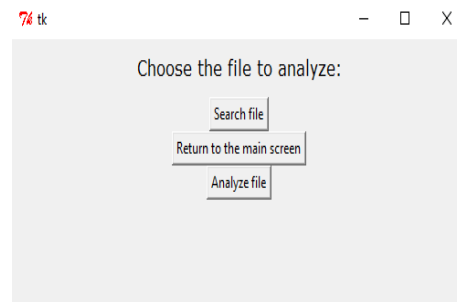 tk
Choose the file to analyze:
Search file
Return to the main screen
Analyze file